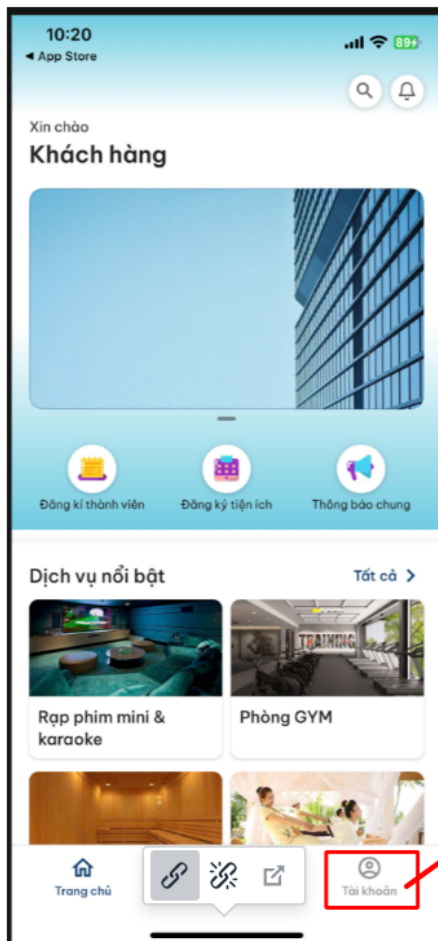 10:20
◀ App Store
89
Xin chào
Khách hàng
Đăng kí thành viên
Đăng ký tiện ích
Thông báo chung
Dịch vụ nổi bật
Tất cả
TRAINING
Rạp phim mini &
karaoke
Phòng GYM
Trang chủ
Tài khoản